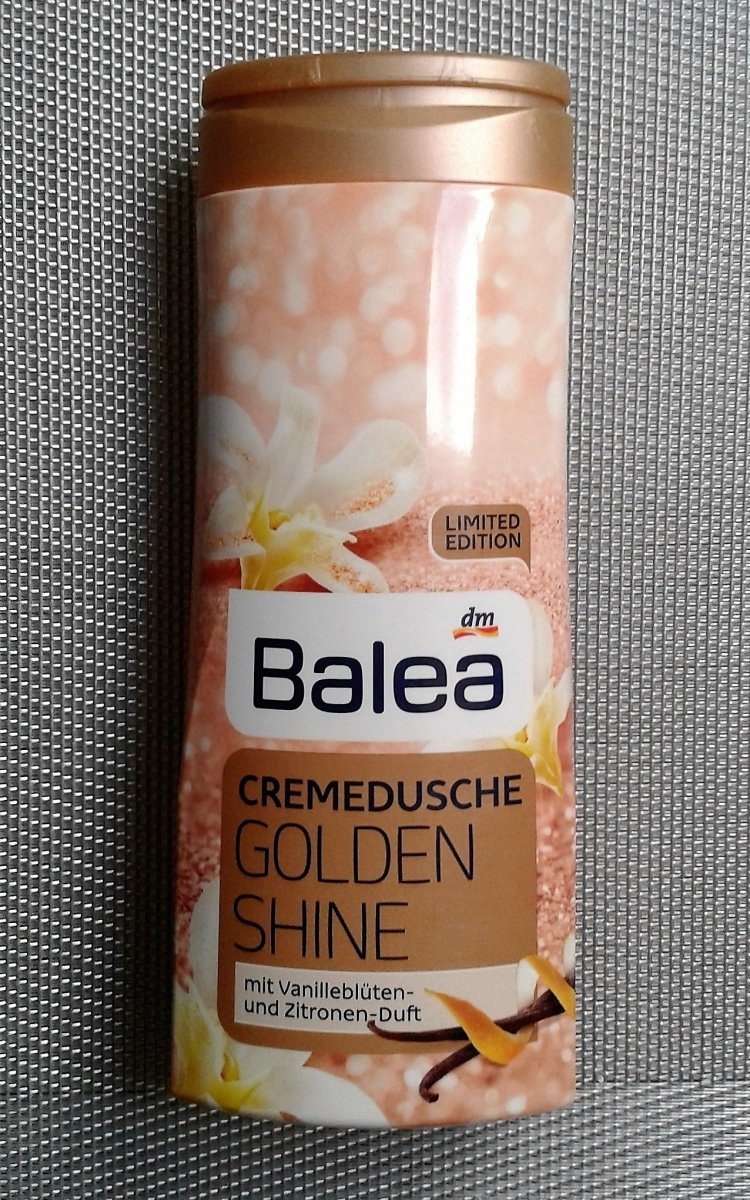 LIMITED
EDITION
dm
Balea
CREMEDUSCHE
GOLDEN
SHINE
mit Vanilleblüten-
und Zitronen-Duft